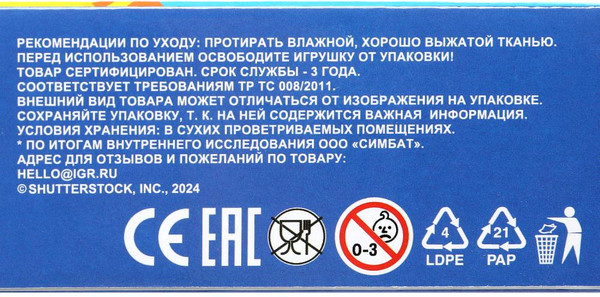 РЕКОМЕНДАЦИИ ПО УХОДУ: ПРОТИРАТЬ ВЛАЖНОЙ, ХОРОШО ВЫЖАТОЙ ТКАНЬЮ.
ПЕРЕД ИСПОЛЬЗОВАНИЕМ ОСВОБОДИТЕ ИГРУШКУ ОТ УПАКОВКИ!
ТОВАР СЕРТИФИЦИРОВАН. СРОК СЛУЖБЫ - 3 ГОДА.
СООТВЕТСТВУЕТ ТРЕБОВАНИЯМ ТР ТС 008/2011.
ВНЕШНИЙ ВИД ТОВАРА МОЖЕТ ОТЛИЧАТЬСЯ ОТ ИЗОБРАЖЕНИЯ НА УПАКОВКЕ.
СОХРАНЯЙТЕ УПАКОВКУ, Т. К. НА НЕЙ СОДЕРЖИТСЯ ВАЖНАЯ ИНФОРМАЦИЯ.
УСЛОВИЯ ХРАНЕНИЯ: В СУХИХ ПРОВЕТРИВАЕМЫХ ПОМЕЩЕНИЯХ.
* ПО ИТОГАМ ВНУТРЕННЕГО ИССЛЕДОВАНИЯ ООО «СИМБАТ».
АДРЕС ДЛЯ ОТЗЫВОВ И ПОЖЕЛАНИЙ ПО ТОВАРУ:
HELLO@IGR.RU
© SHUTTERSTOCK, INC., 2024
CE EAC 0-3 4 LDPE 21 PAP